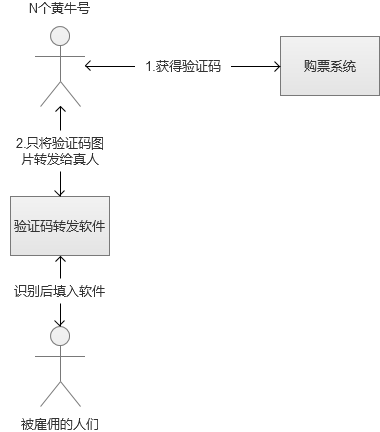 N个黄牛号
1.获得验证码
购票系统
2.只将验证码图
片转发给真人
验证码转发软件
识别后填入软件
被雇佣的人们